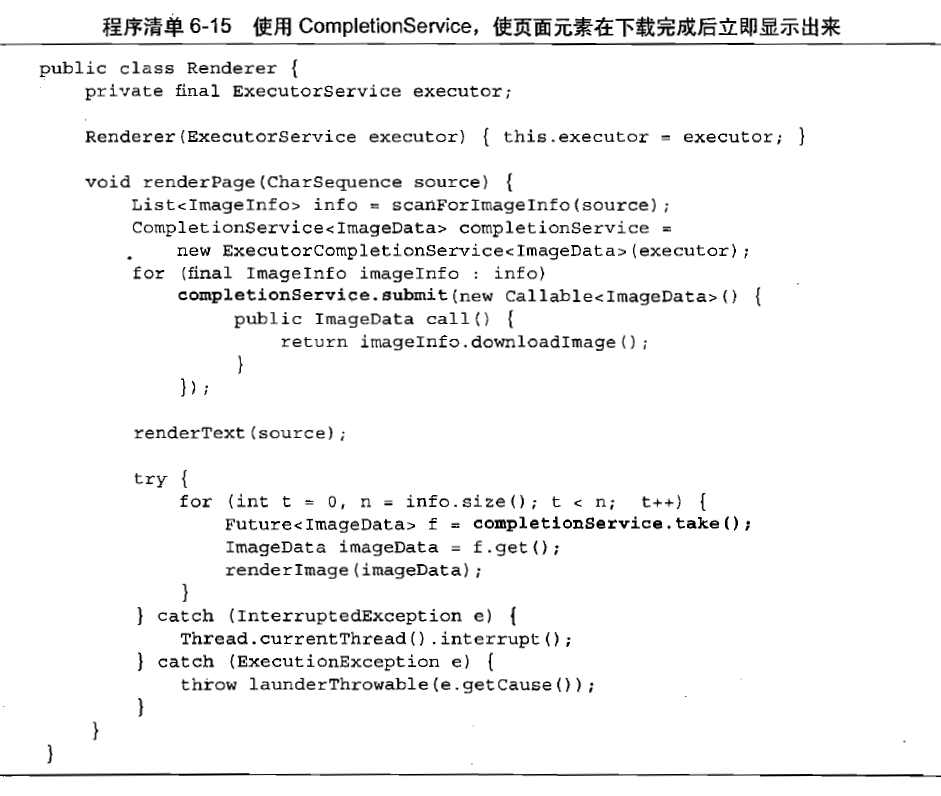 程序清单 6-15 使用 CompletionService，使页面元素在下载完成后立即显示出来
public class Renderer {
    private final ExecutorService executor;

    Renderer(ExecutorService executor) { this.executor = executor; }

    void renderPage(CharSequence source) {
        List<ImageInfo> info = scanForImageInfo(source);
        CompletionService<ImageData> completionService =
            new ExecutorCompletionService<ImageData>(executor);
        for (final ImageInfo imageInfo : info)
            completionService.submit(new Callable<ImageData>() {
                public ImageData call() {
                    return imageInfo.downloadImage();
                }
            });

        renderText(source);

        try {
            for (int t = 0, n = info.size(); t < n;  t++) {
                Future<ImageData> f = completionService.take();
                ImageData imageData = f.get();
                renderImage(imageData);
            }
        } catch (InterruptedException e) {
            Thread.currentThread().interrupt();
        } catch (ExecutionException e) {
            throw launderThrowable(e.getCause());
        }
    }
}